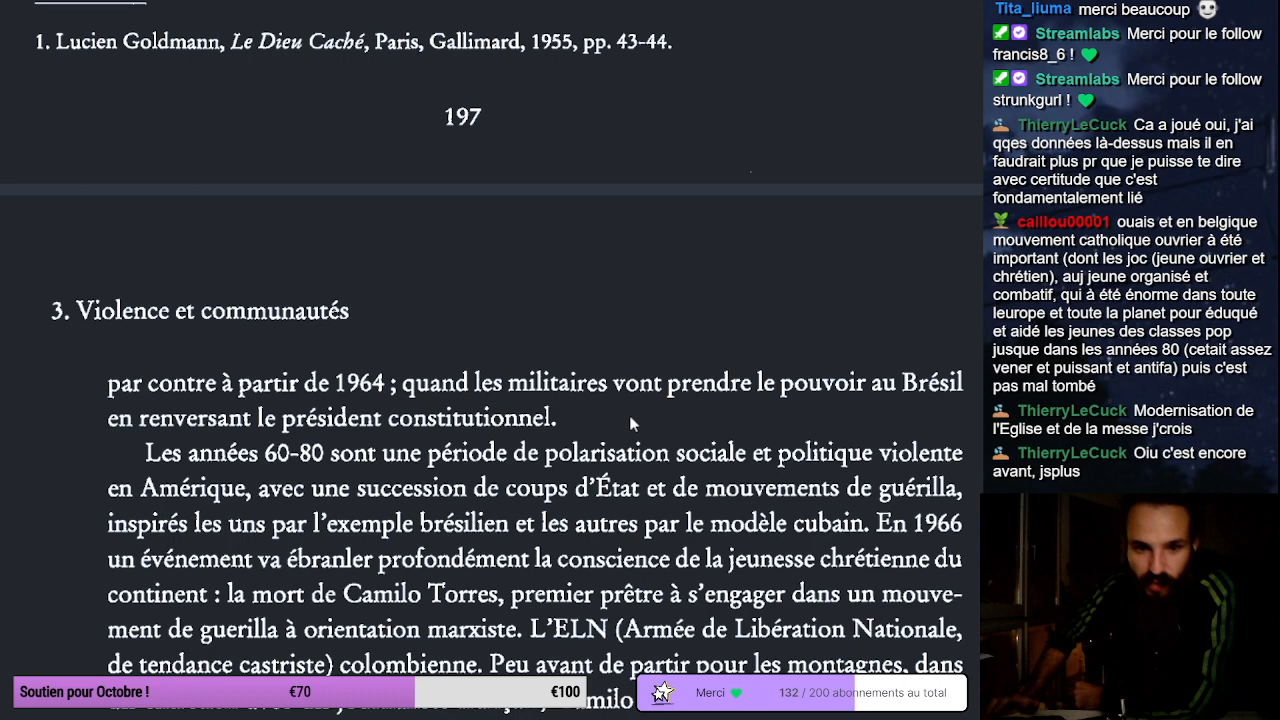 1. Lucien Goldmann, Le Dieu Caché, Paris, Gallimard, 1955, pp. 43-44.
197
3. Violence et communautés
par contre à partir de 1964 ; quand les militaires vont prendre le pouvoir au Brésil
en renversant le président constitutionnel.
Les années 60-80 sont une période de polarisation sociale et politique violente
en Amérique, avec une succession de coups d'État et de mouvements de guérilla,
inspirés les uns par l'exemple brésilien et les autres par le modèle cubain. En 1966
un événement va ébranler profondément la conscience de la jeunesse chrétienne du
continent : la mort de Camilo Torres, premier prêtre à s'engager dans un mouve-
ment de guerilla à orientation marxiste. L'ELN (Armée de Libération Nationale,
de tendance castriste) colombienne. Peu avant de partir pour les montagnes, dans
Soutien pour Octobre !
€70
€100
Merci
132 / 200 abonnements au total
Tita_lluma merci beaucoup
Streamlabs Merci pour le follow
francis8_6 !
Streamlabs Merci pour le follow
strunkgurl !
ThierryLeCuck Ca a joué oui, j'ai
qqes données là-dessus mais il en
faudrait plus pr que je puisse te dire
avec certitude que c'est
fondamentalement lié
caillou00001 ouais et en belgique
mouvement catholique ouvrier à été
important (dont les joc (jeune ouvrier et
chrétien), auj jeune organisé et
combatif, qui à été énorme dans toute
leurope et toute la planet pour éduqué
et aidé les jeunes des classes pop
jusque dans les années 80 (cetait assez
vener et puissant et antifa) puis c'est
pas mal tombé
ThierryLeCuck Modernisation de
l'Eglise et de la messe j'crois
ThierryLeCuck Oiu c'est encore
avant, jsplus